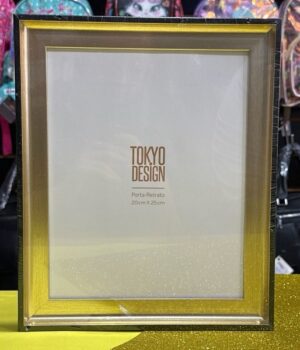 TOKYO
DESIGN
Porta Retrato
20cm X 25cm